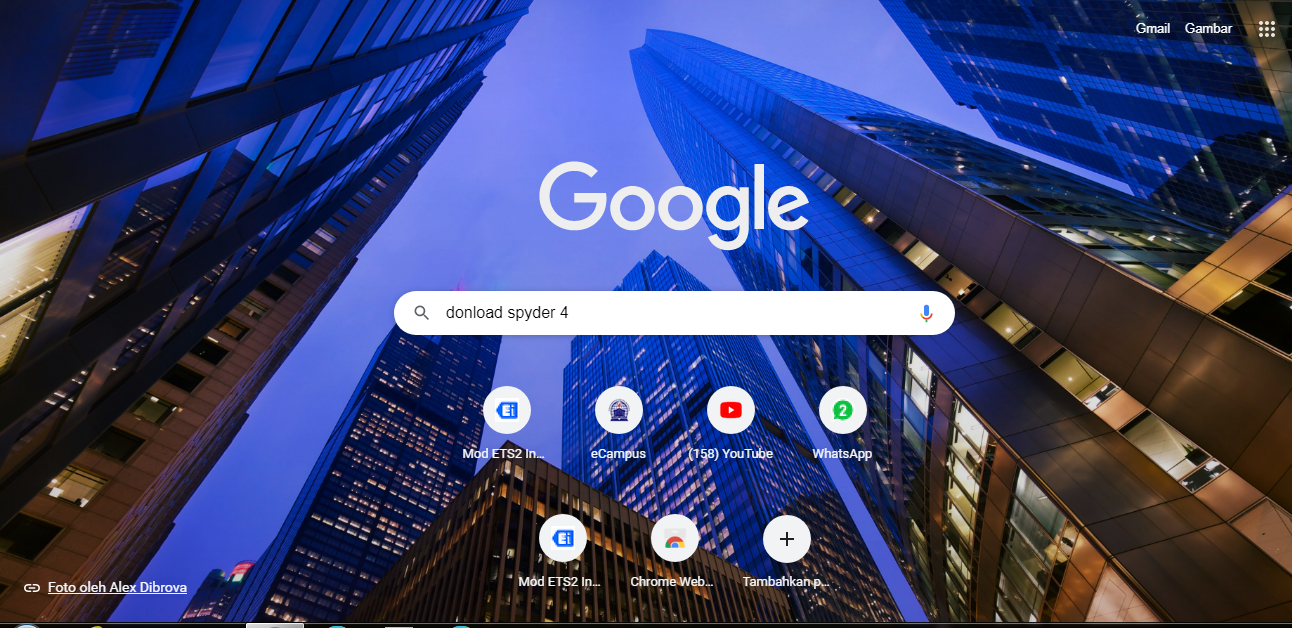 Gmail Gambar
Google
donload spyder 4
Mod ETS2 In...
eCampus
(158) YouTube
WhatsApp
Mod ETS2 In...
Chrome Web...
Tambahkan p...
Foto oleh Alex Dibrova